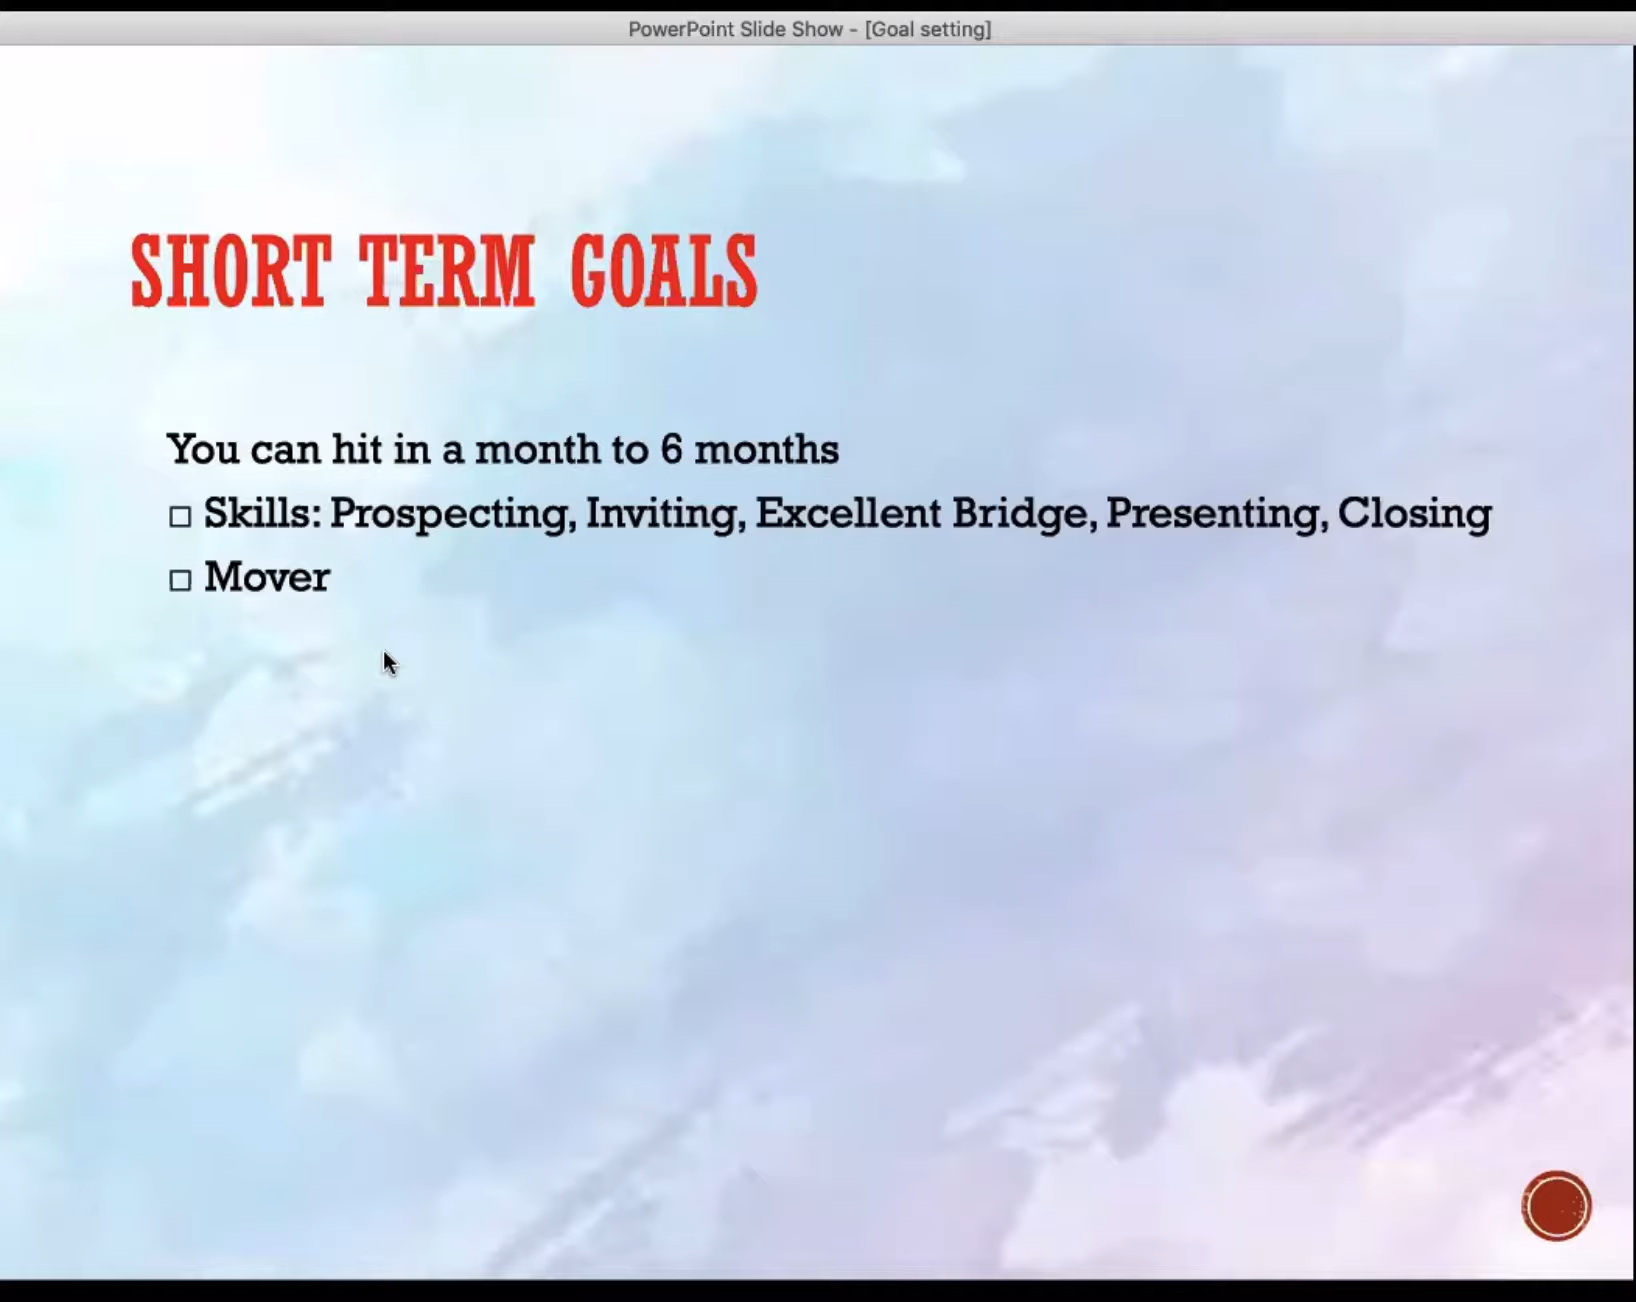 PowerPoint Slide Show - [Goal setting]
SHORT TERM GOALS
You can hit in a month to 6 months
Skills: Prospecting, Inviting, Excellent Bridge, Presenting, Closing
Mover